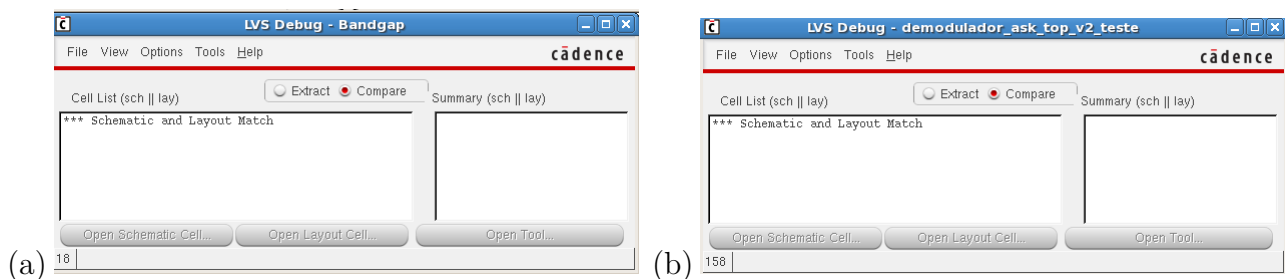 LVS Debug - Bandgap
File View Options Tools Help
cādence
Extract Compare
Cell List (sch || lay)
Summary (sch || lay)
*** Schematic and Layout Match
Open Schematic Cell...
Open Layout Cell...
Open Tool...
(a)
18
LVS Debug - demodulador_ask_top_v2_teste
File View Options Tools Help
cādence
Extract Compare
Cell List (sch || lay)
Summary (sch || lay)
*** Schematic and Layout Match
Open Schematic Cell...
Open Layout Cell...
Open Tool...
(b)
158